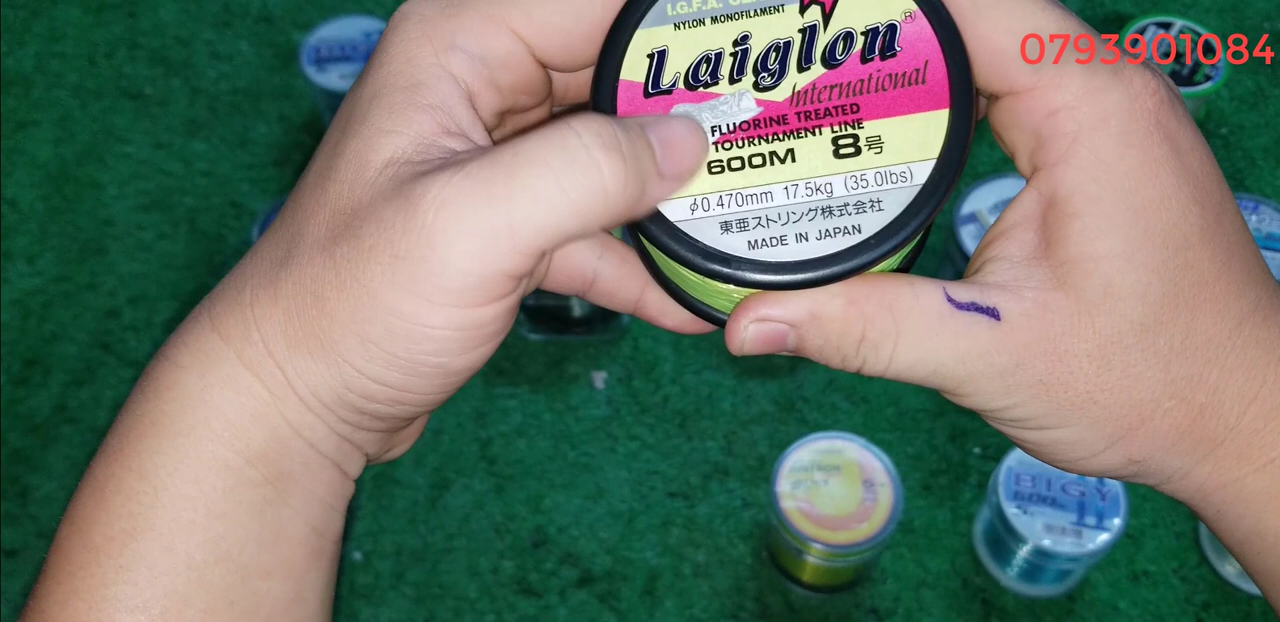 0793901084
I.G.F.A.
NYLON MONOFILAMENT
Laiglon®
International
FLUORINE TREATED
TOURNAMENT LINE
600M 8号
φ0.470mm 17.5kg (35.0lbs)
東亜ストリング株式会社
MADE IN JAPAN
BIGY